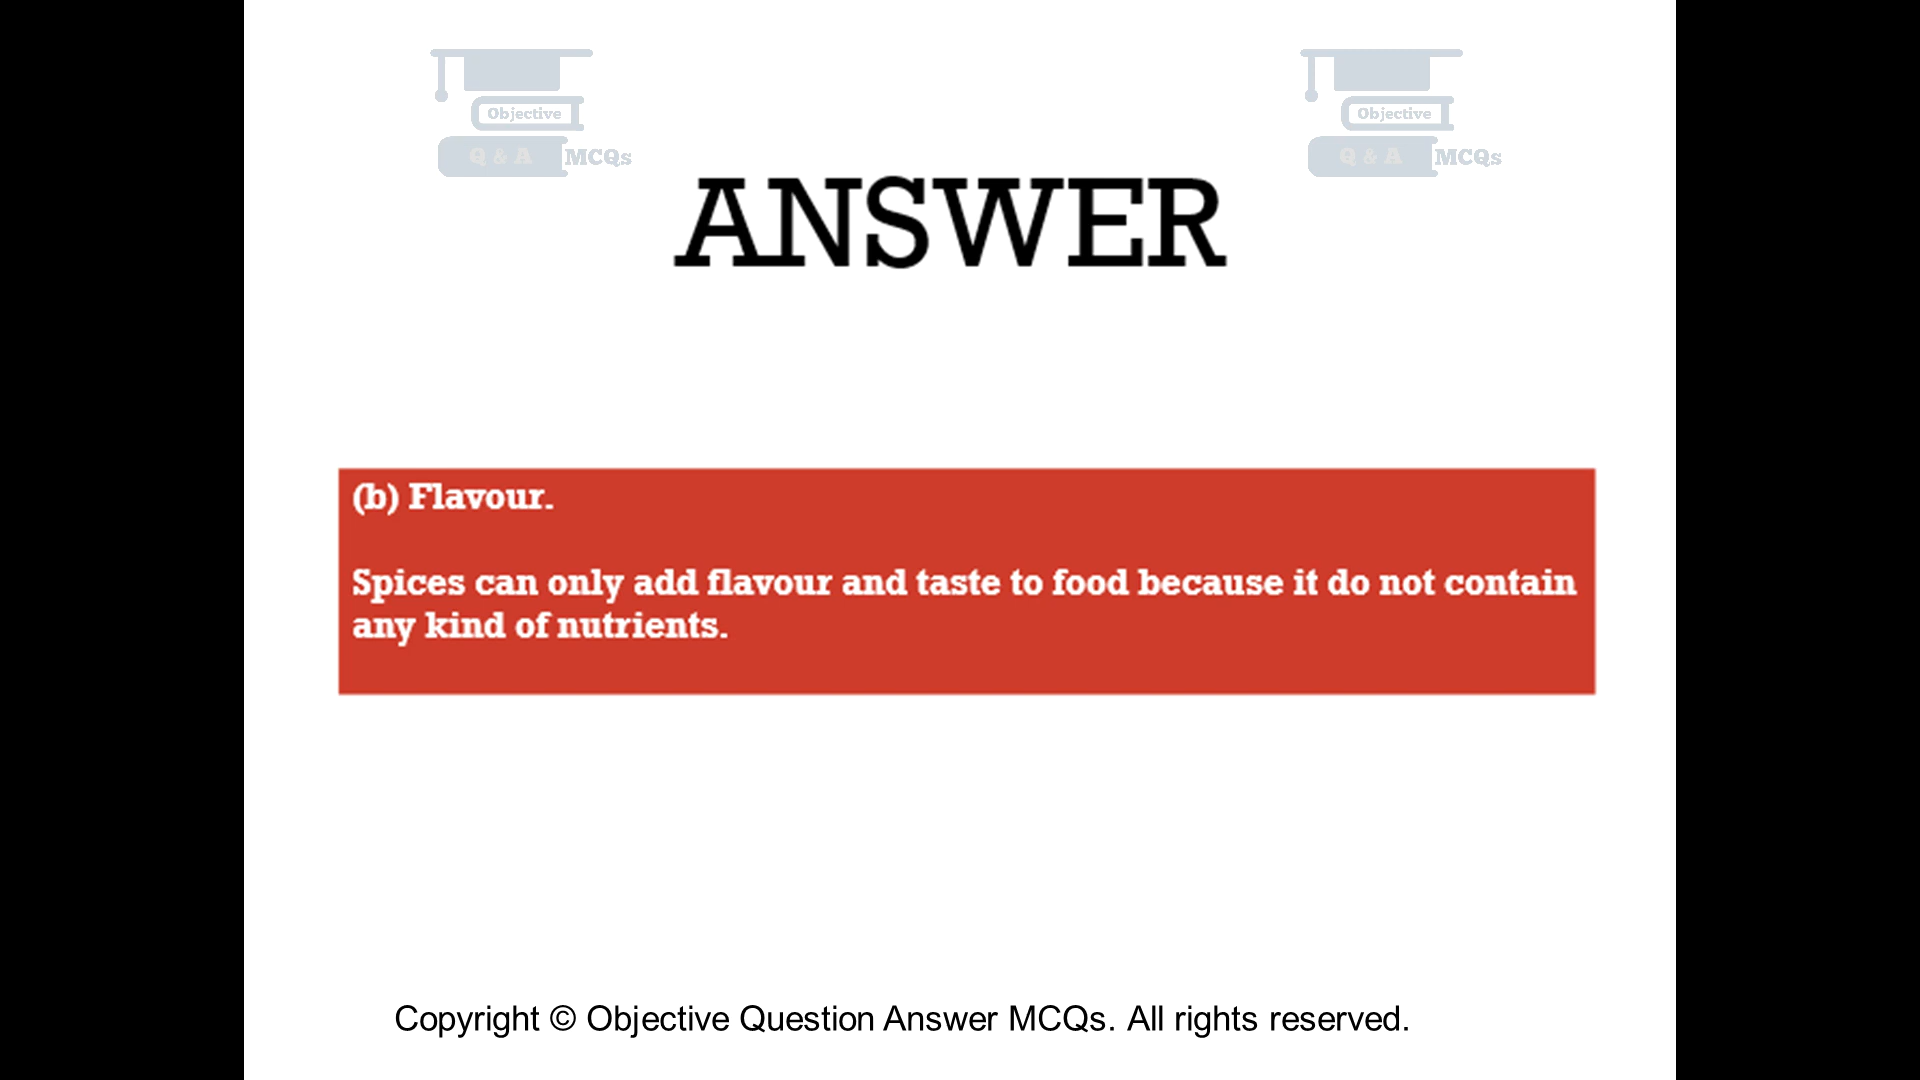 Objective
Q & A MCQs
Objective
Q & A MCQs
ANSWER
(b) Flavour.
Spices can only add flavour and taste to food because it do not contain
any kind of nutrients.
Copyright © Objective Question Answer MCQs. All rights reserved.